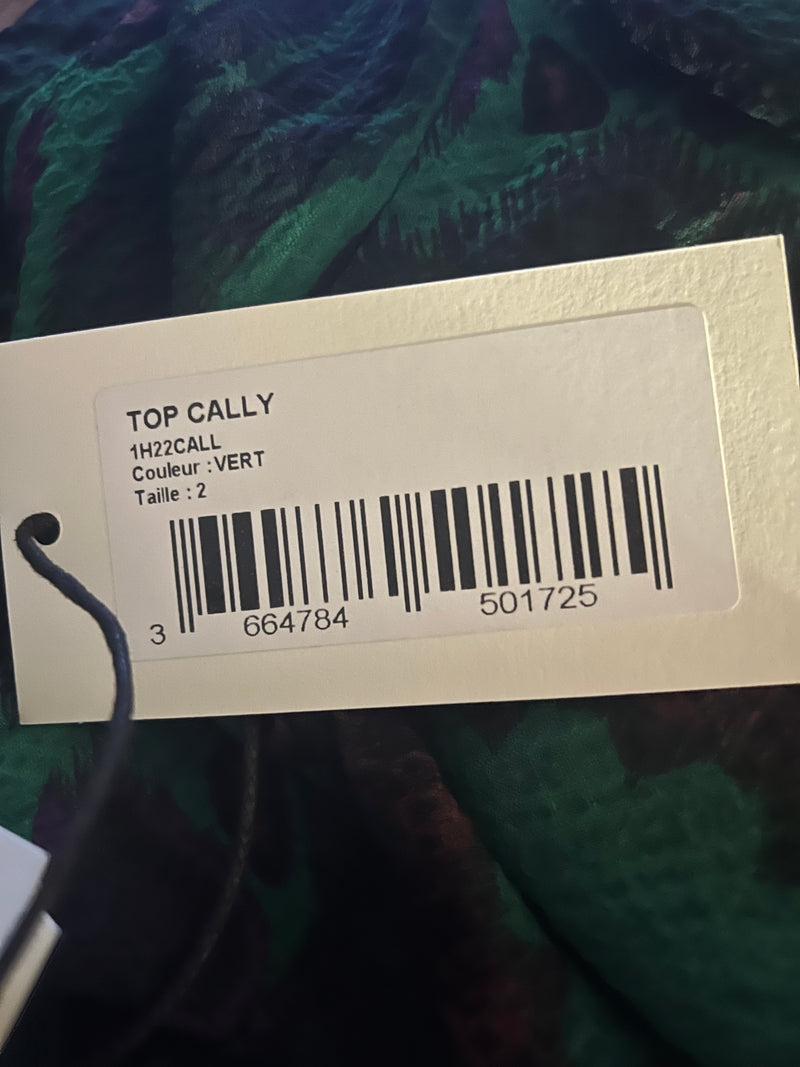 TOP CALLY
1H22CALL
Couleur : VERT
Taille : 2
3 664784 501725